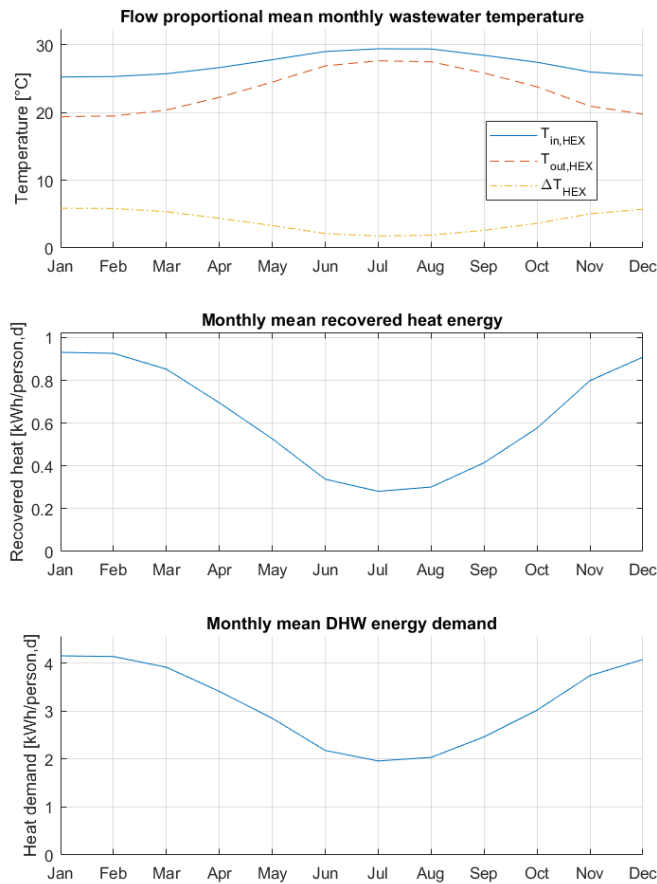 Flow proportional mean monthly wastewater temperature
Temperature [°C]
30
20
10
0
T_in,HEX
T_out,HEX
ΔT_HEX
Jan Feb Mar Apr May Jun Jul Aug Sep Oct Nov Dec
Monthly mean recovered heat energy
Recovered heat [kWh/person,d]
1
0.8
0.6
0.4
0.2
0
Jan Feb Mar Apr May Jun Jul Aug Sep Oct Nov Dec
Monthly mean DHW energy demand
Heat demand [kWh/person,d]
4
3
2
1
0
Jan Feb Mar Apr May Jun Jul Aug Sep Oct Nov Dec